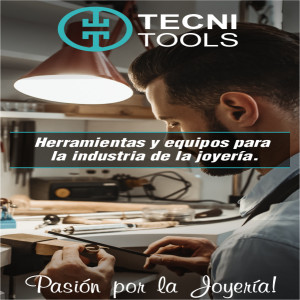 TECNI
TOOLS
Herramientas y equipos para
la industria de la joyería.
Pasión por la Joyería!